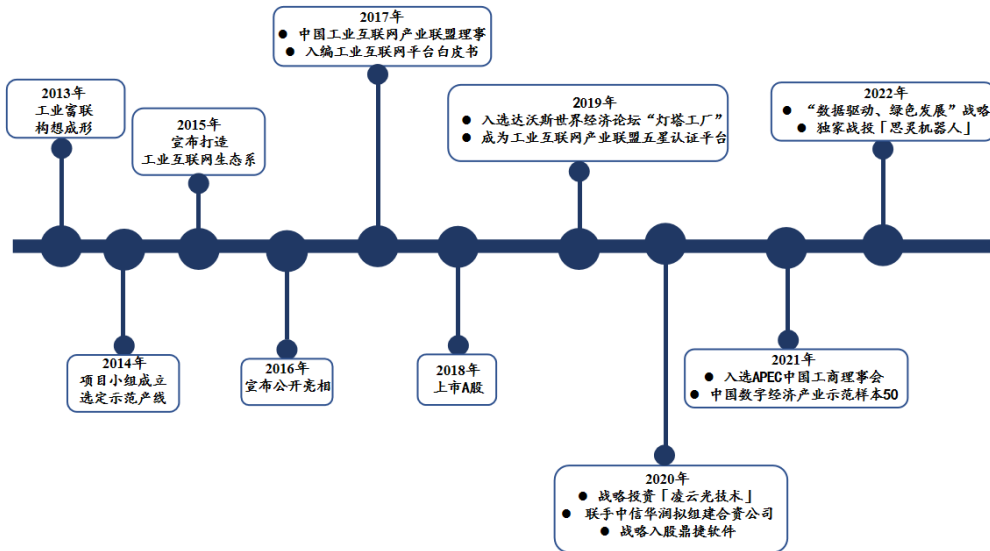 2013年
工业富联
构想成形
2014年
项目小组成立
选定示范产线
2015年
宣布打造
工业互联网生态系
2016年
宣布公开亮相
2017年
● 中国工业互联网产业联盟理事
● 入编工业互联网平台白皮书
2018年
上市A股
2019年
● 入选达沃斯世界经济论坛“灯塔工厂”
● 成为工业互联网产业联盟五星认证平台
2020年
● 战略投资「凌云光技术」
● 联手中信华润拟组建合资公司
● 战略入股鼎捷软件
2021年
● 入选APEC中国工商理事会
● 中国数字经济产业示范样本50
2022年
● “数据驱动、绿色发展”战略
● 独家战投「思灵机器人」